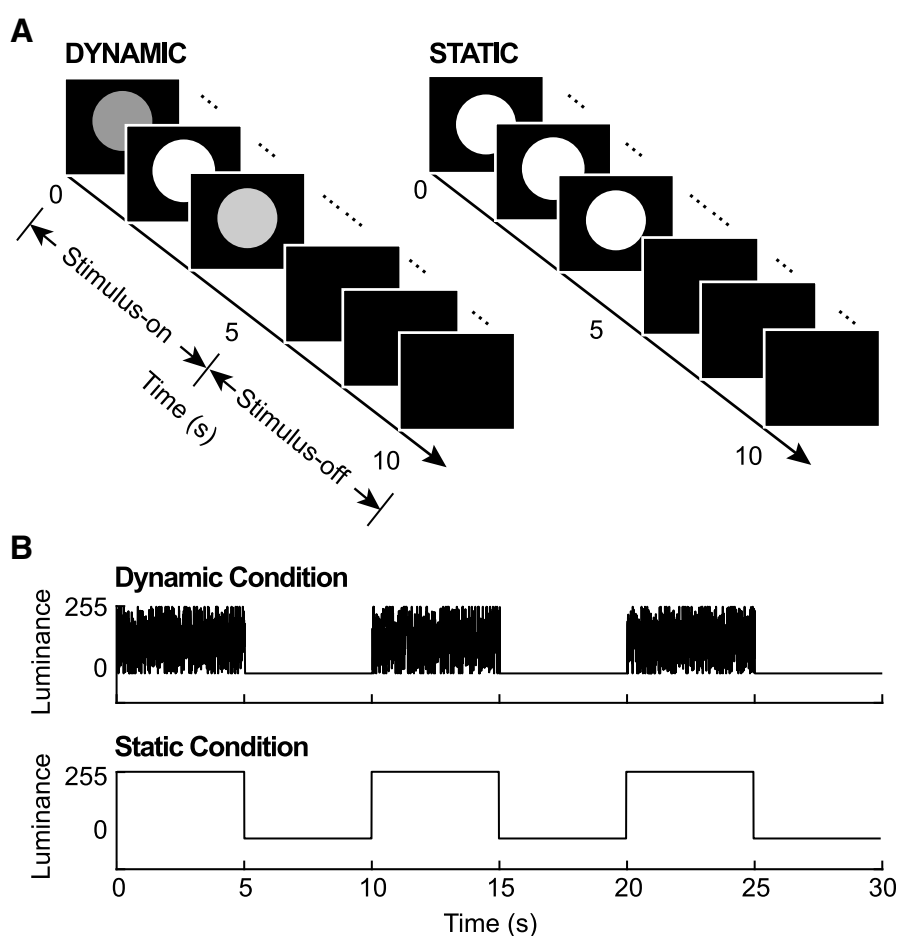 A
DYNAMIC
STATIC
0
Stimulus-on
5
Time (s)
Stimulus-off
10
0
5
10
B
Dynamic Condition
255
0
Luminance
Static Condition
255
0
Luminance
0 5 10 15 20 25 30
Time (s)